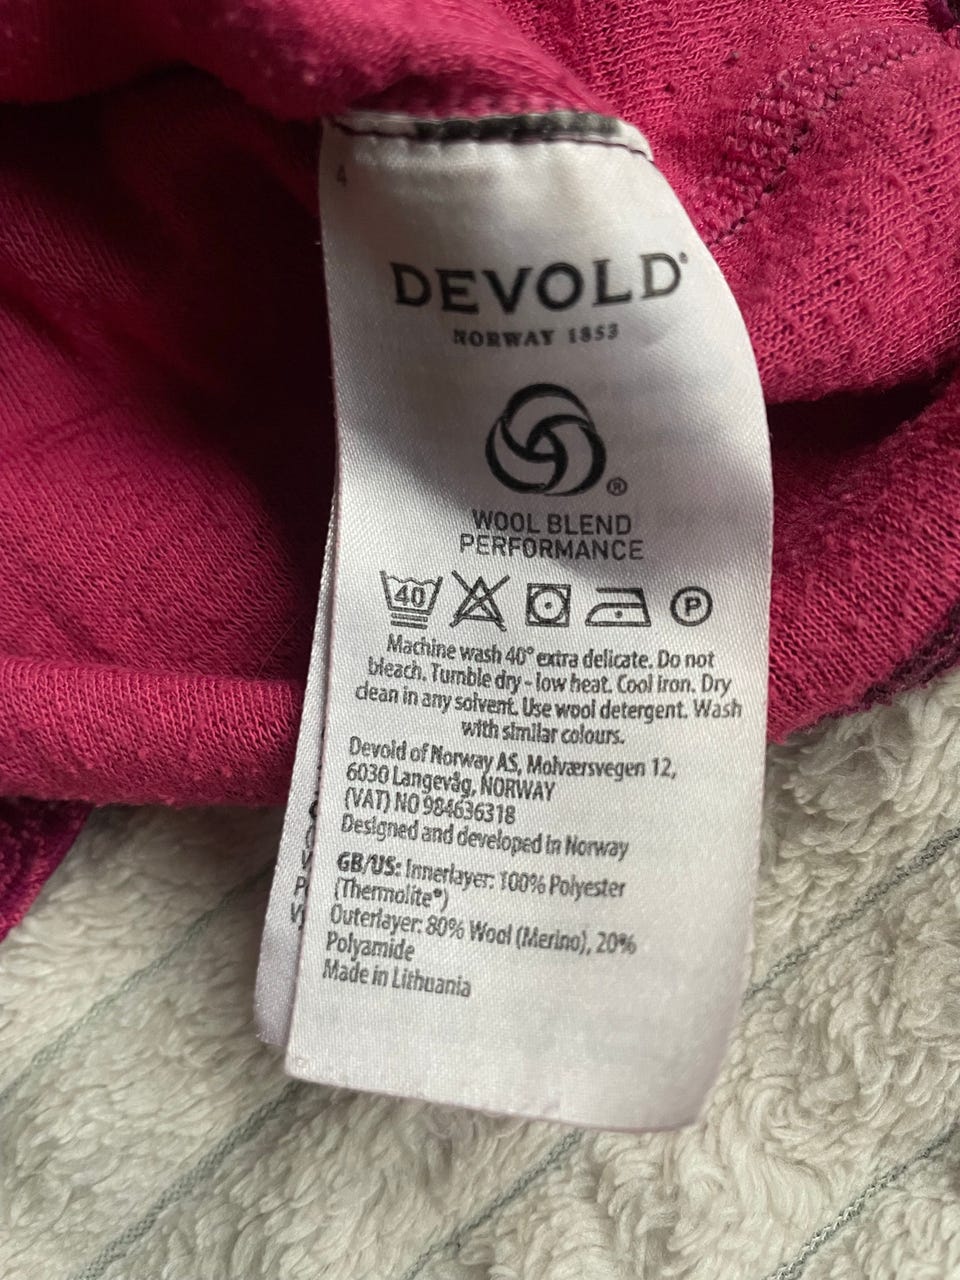 4
DEVOLD®
NORWAY 1853
®
WOOL BLEND
PERFORMANCE
40
P
Machine wash 40° extra delicate. Do not
bleach. Tumble dry - low heat. Cool iron. Dry
clean in any solvent. Use wool detergent. Wash
with similar colours.
Devold of Norway AS, Molværsvegen 12,
6030 Langevåg, NORWAY
(VAT) NO 984636318
Designed and developed in Norway
GB/US: Innerlayer: 100% Polyester
(Thermolite®)
Outerlayer: 80% Wool (Merino), 20%
Polyamide
Made in Lithuania